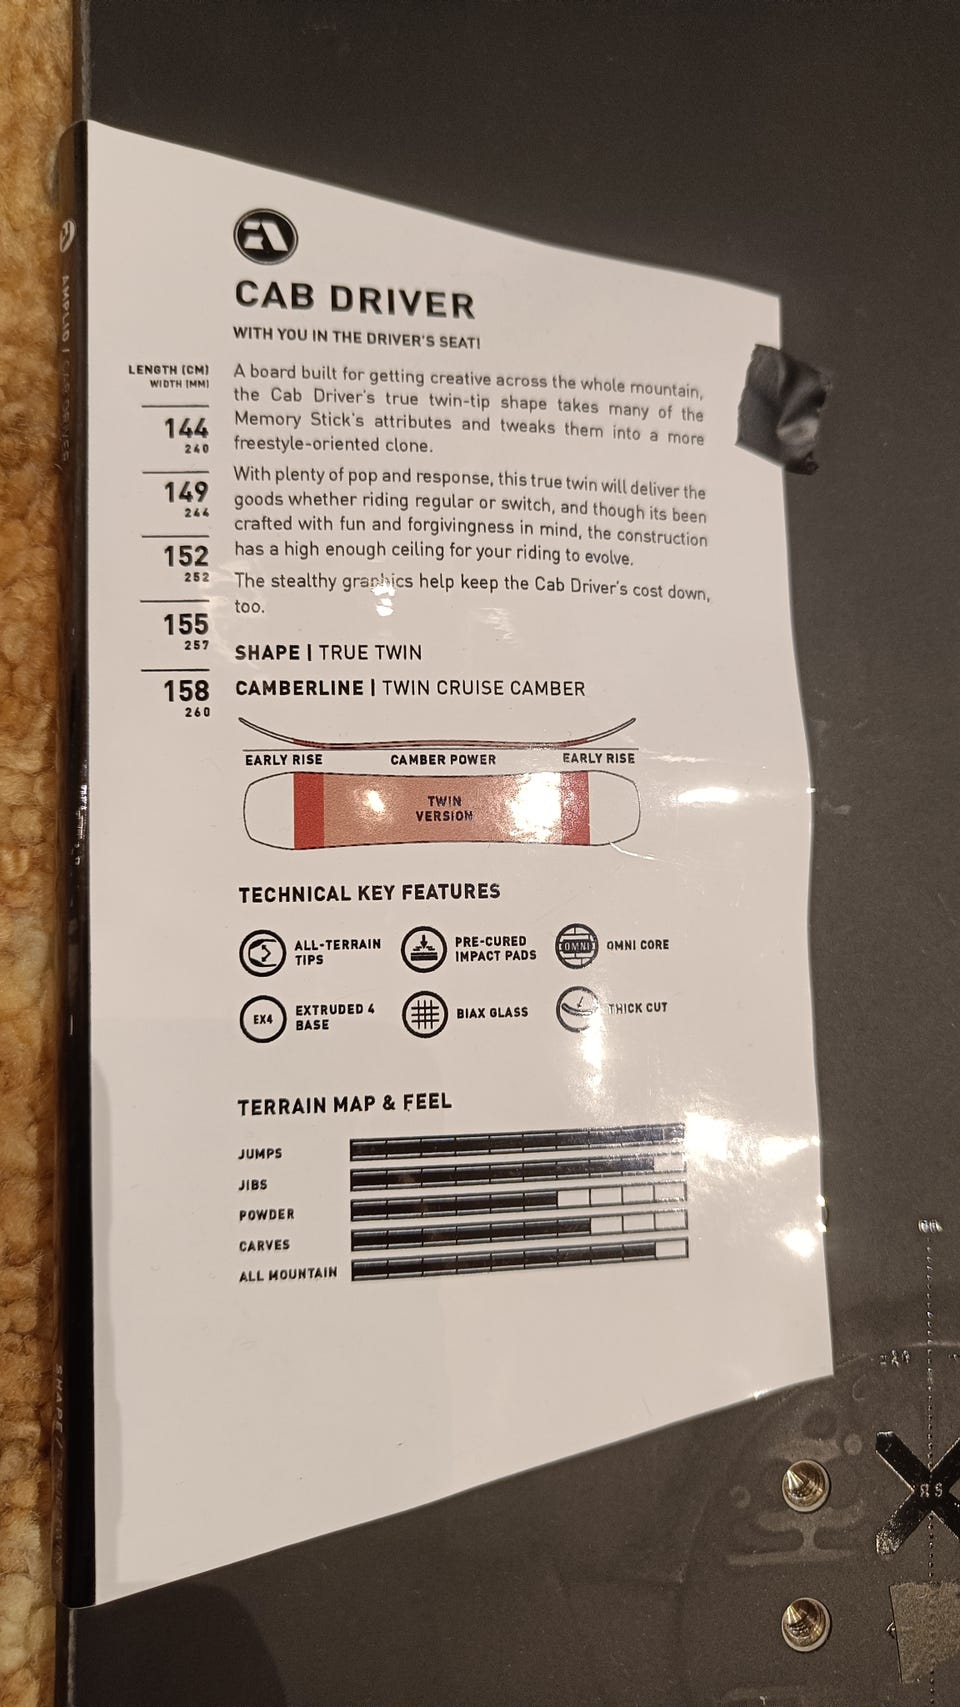 CAB DRIVER
WITH YOU IN THE DRIVER'S SEAT!
LENGTH (CM)
WIDTH (MM)
144
240
149
244
152
252
155
257
158
260
A board built for getting creative across the whole mountain,
the Cab Driver's true twin-tip shape takes many of the
Memory Stick's attributes and tweaks them into a more
freestyle-oriented clone.
With plenty of pop and response, this true twin will deliver the
goods whether riding regular or switch, and though its been
crafted with fun and forgivingness in mind, the construction
has a high enough ceiling for your riding to evolve.
The stealthy graphics help keep the Cab Driver's cost down,
too.
SHAPE | TRUE TWIN
CAMBERLINE | TWIN CRUISE CAMBER
EARLY RISE CAMBER POWER EARLY RISE
TWIN
VERSION
TECHNICAL KEY FEATURES
ALL-TERRAIN
TIPS
PRE-CURED
IMPACT PADS
OMNI
OMNI CORE
EX4
EXTRUDED 4
BASE
BIAX GLASS
THICK CUT
TERRAIN MAP & FEEL
JUMPS
JIBS
POWDER
CARVES
ALL MOUNTAIN
AMPLID |